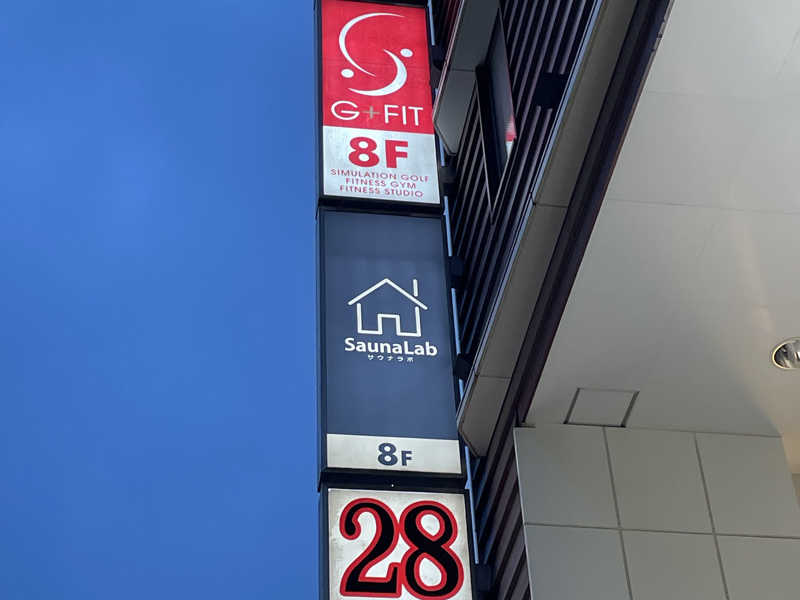 G+FIT
8F
SIMULATION GOLF
FITNESS GYM
FITNESS STUDIO
SaunaLab
サウナラボ
8F
28